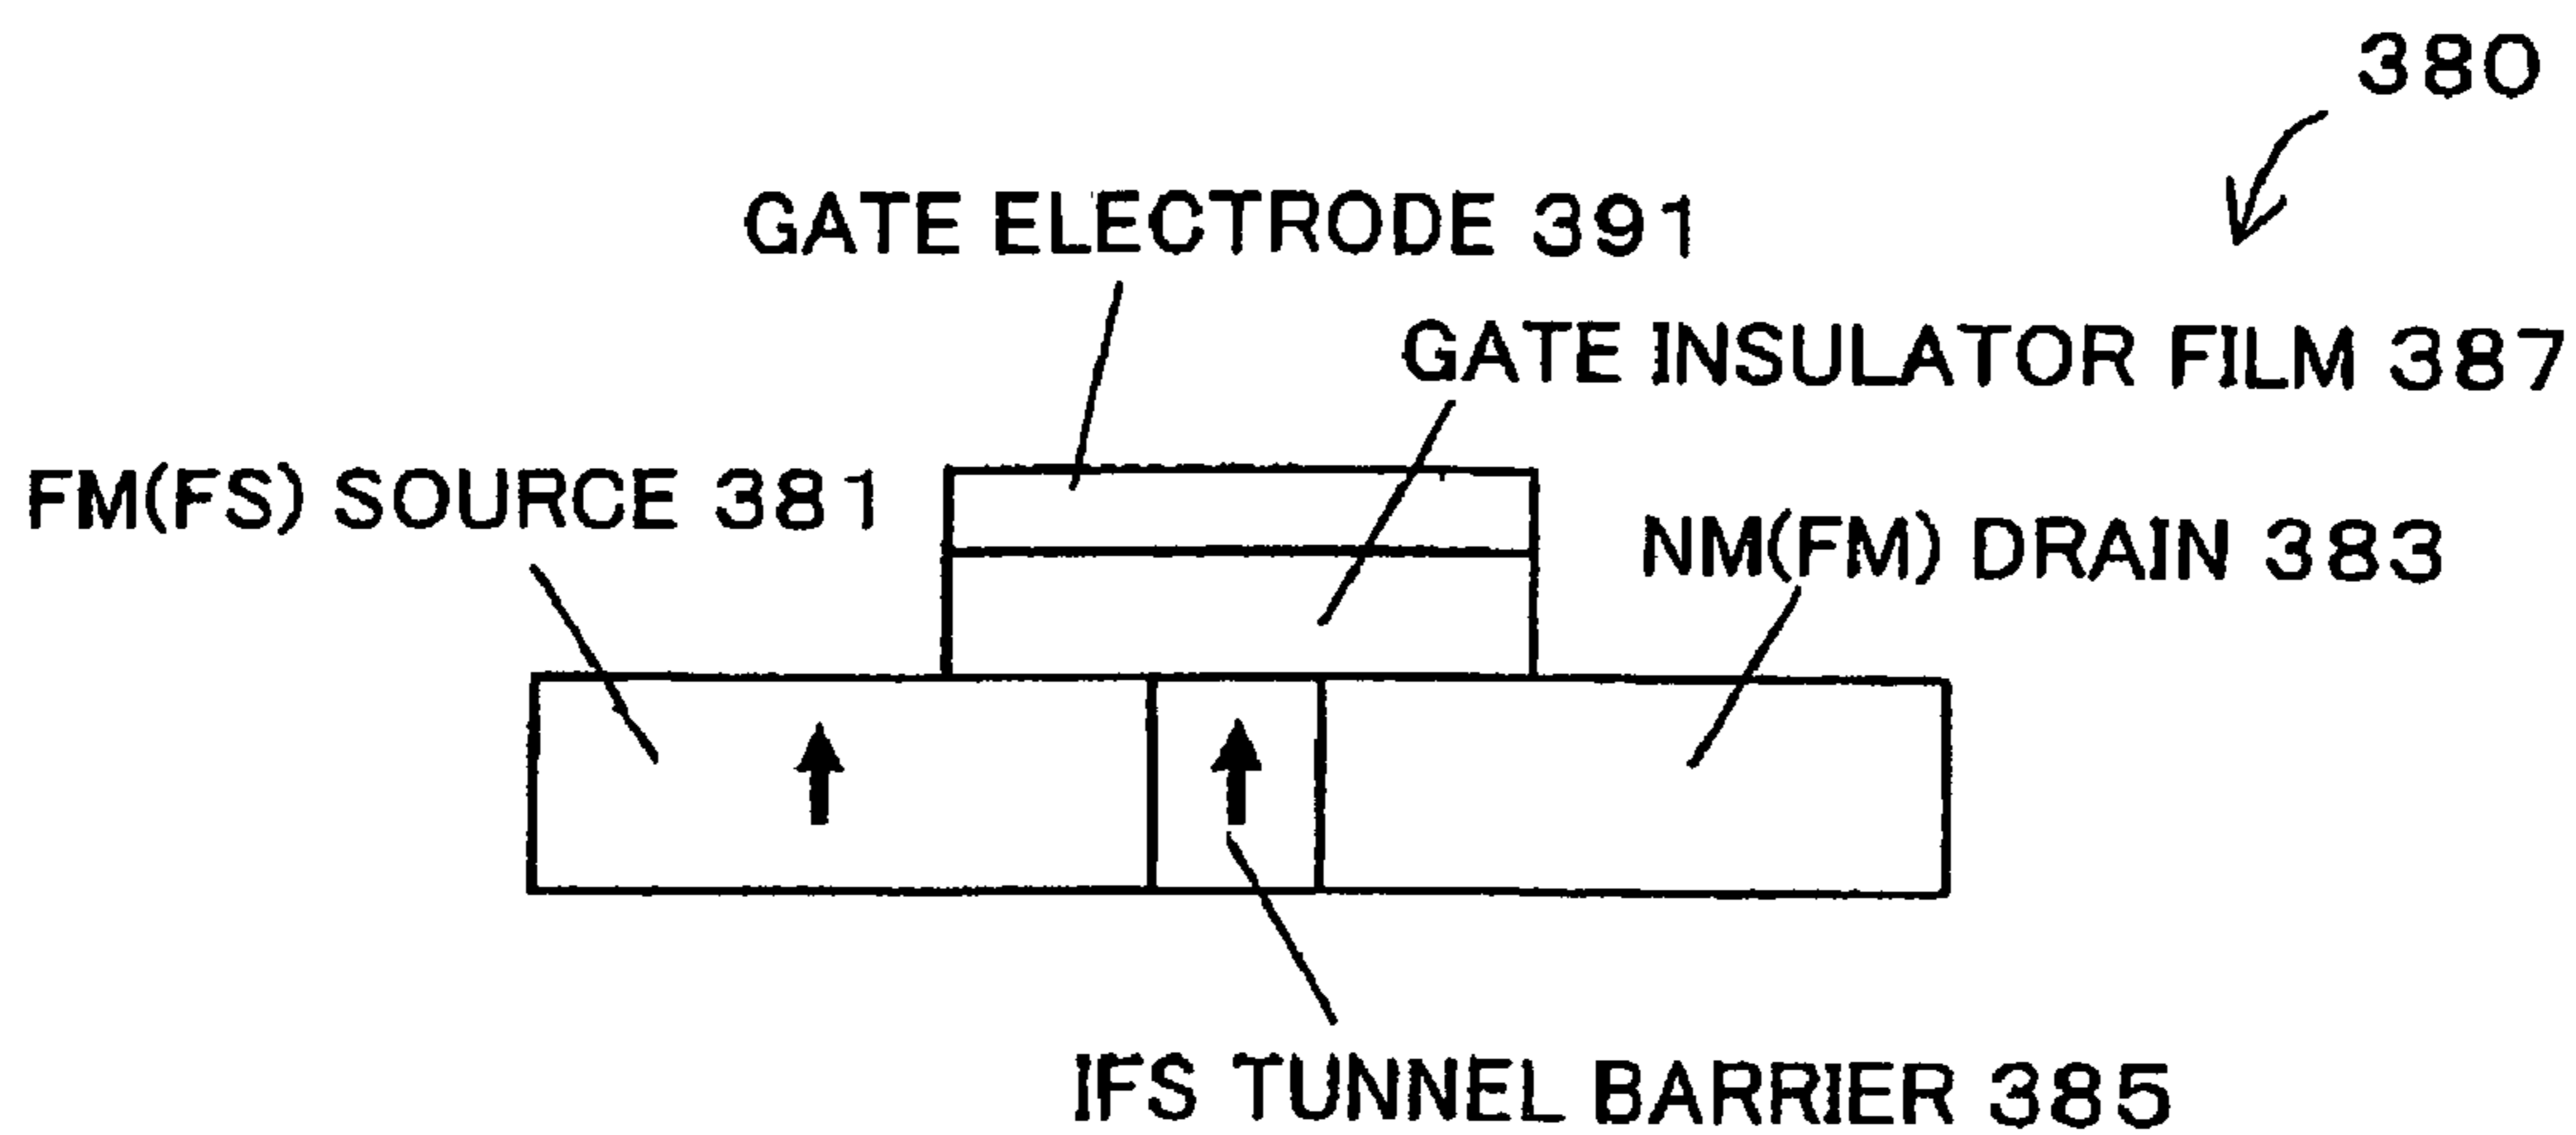 380
GATE ELECTRODE 391
GATE INSULATOR FILM 387
FM(FS) SOURCE 381
NM(FM) DRAIN 383
IFS TUNNEL BARRIER 385